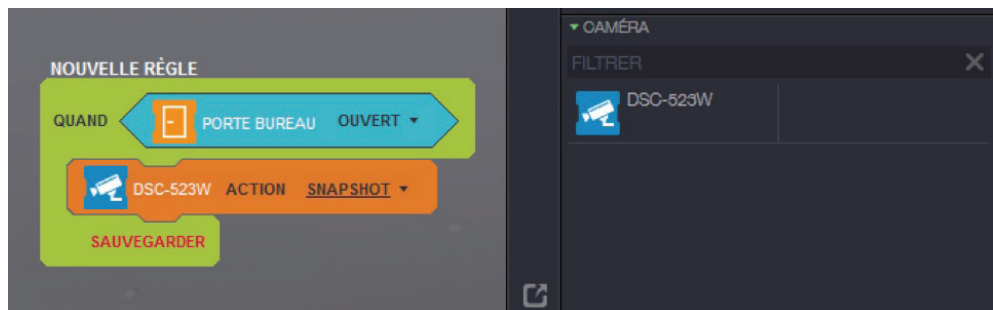 NOUVELLE RÈGLE
QUAND PORTE BUREAU OUVERT
DSC-523W ACTION SNAPSHOT
SAUVEGARDER
CAMÉRA
FILTRER
DSC-523W